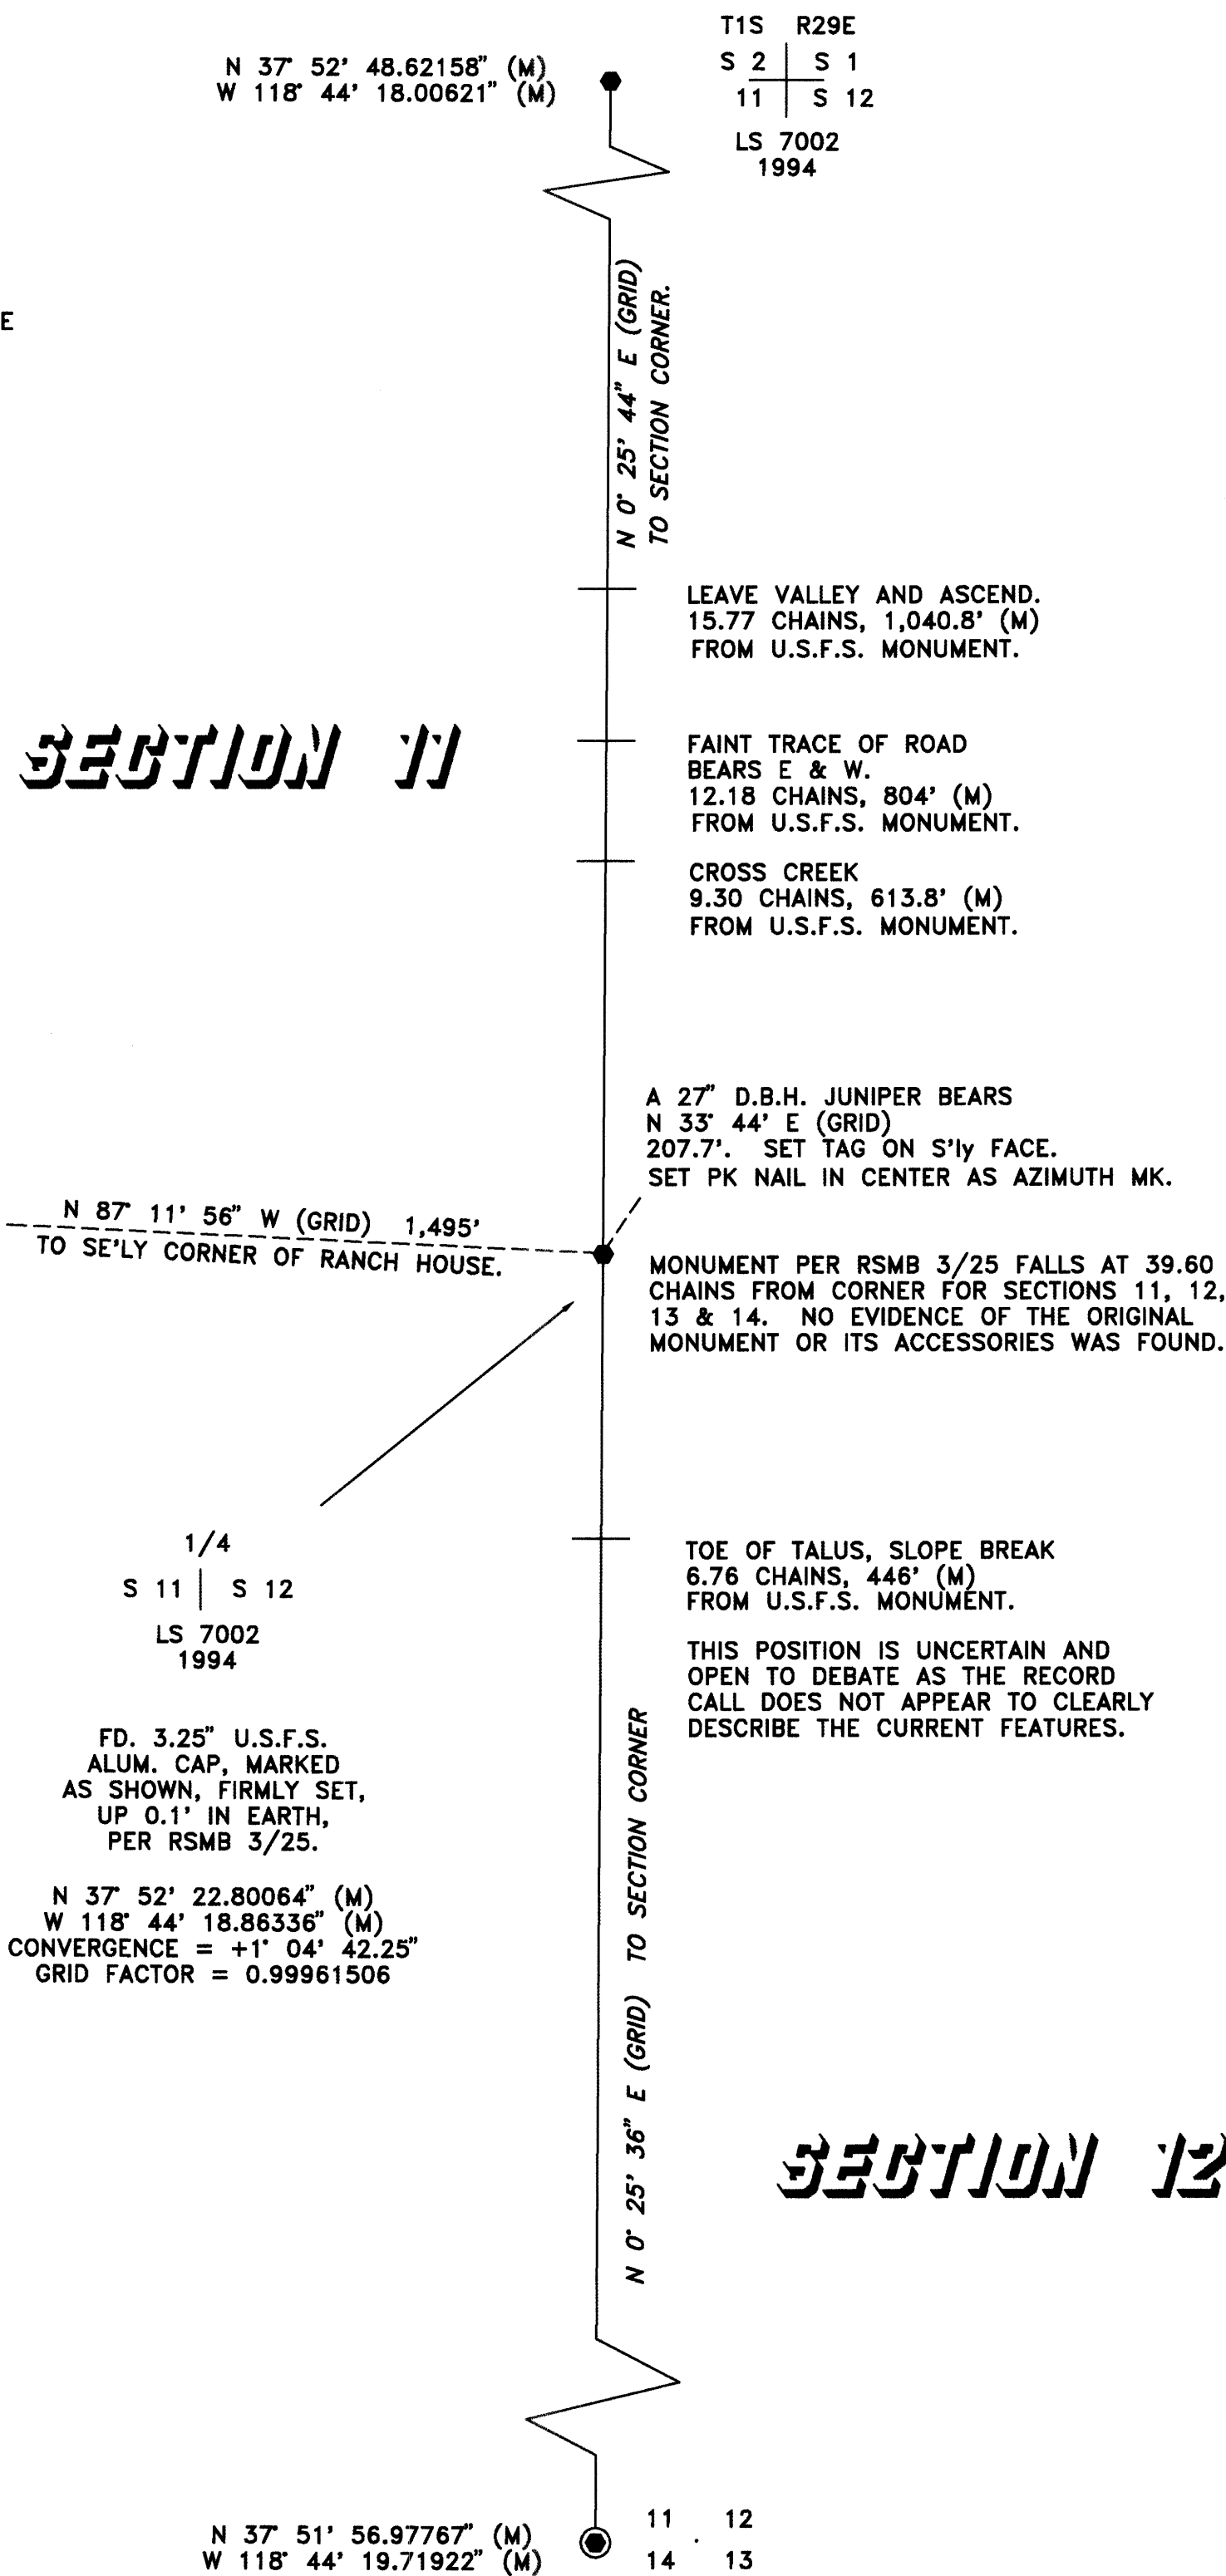 T1S R29E
S 2 S 1
11 S 12
LS 7002
1994
N 37° 52' 48.62158" (M)
W 118° 44' 18.00621" (M)
E
N 0° 25' 44" E (GRID)
TO SECTION CORNER.
LEAVE VALLEY AND ASCEND.
15.77 CHAINS, 1,040.8' (M)
FROM U.S.F.S. MONUMENT.
SECTION 11
FAINT TRACE OF ROAD
BEARS E & W.
12.18 CHAINS, 804' (M)
FROM U.S.F.S. MONUMENT.
CROSS CREEK
9.30 CHAINS, 613.8' (M)
FROM U.S.F.S. MONUMENT.
A 27" D.B.H. JUNIPER BEARS
N 33° 44' E (GRID)
207.7'. SET TAG ON S'ly FACE.
SET PK NAIL IN CENTER AS AZIMUTH MK.
N 87° 11' 56" W (GRID) 1,495'
TO SE'LY CORNER OF RANCH HOUSE.
MONUMENT PER RSMB 3/25 FALLS AT 39.60
CHAINS FROM CORNER FOR SECTIONS 11, 12,
13 & 14. NO EVIDENCE OF THE ORIGINAL
MONUMENT OR ITS ACCESSORIES WAS FOUND.
1/4
S 11 S 12
LS 7002
1994
TOE OF TALUS, SLOPE BREAK
6.76 CHAINS, 446' (M)
FROM U.S.F.S. MONUMENT.
THIS POSITION IS UNCERTAIN AND
OPEN TO DEBATE AS THE RECORD
CALL DOES NOT APPEAR TO CLEARLY
DESCRIBE THE CURRENT FEATURES.
FD. 3.25" U.S.F.S.
ALUM. CAP, MARKED
AS SHOWN, FIRMLY SET,
UP 0.1' IN EARTH,
PER RSMB 3/25.
N 37° 52' 22.80064" (M)
W 118° 44' 18.86336" (M)
CONVERGENCE = +1° 04' 42.25"
GRID FACTOR = 0.99961506
N 0° 25' 36" E (GRID) TO SECTION CORNER
SECTION 12
N 37° 51' 56.97767" (M)
W 118° 44' 19.71922" (M)
11 12
14 13